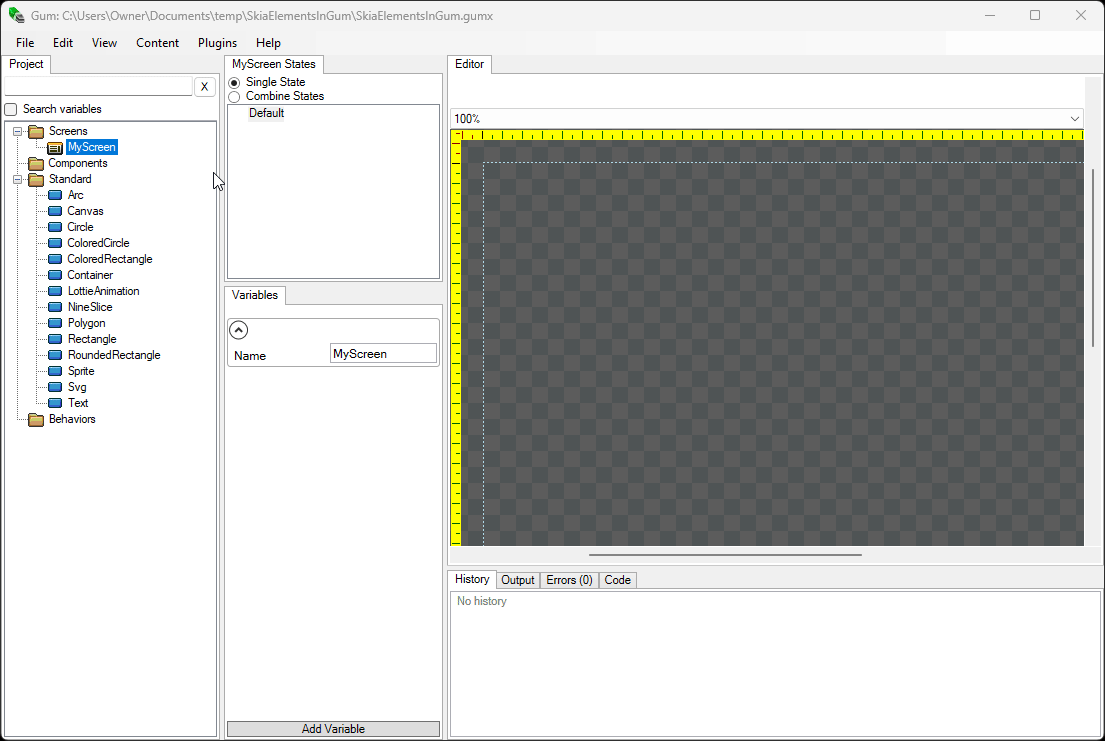 Gum: C:\Users\Owner\Documents\temp\SkiaElementsInGum\SkiaElementsInGum.gumx
File Edit View Content Plugins Help
Project
X
Search variables
Screens
MyScreen
Components
Standard
Arc
Canvas
Circle
ColoredCircle
ColoredRectangle
Container
LottieAnimation
NineSlice
Polygon
Rectangle
RoundedRectangle
Sprite
Svg
Text
Behaviors
MyScreen States
Single State
Combine States
Default
Variables
Name MyScreen
Add Variable
Editor
100%
History Output Errors (0) Code
No history